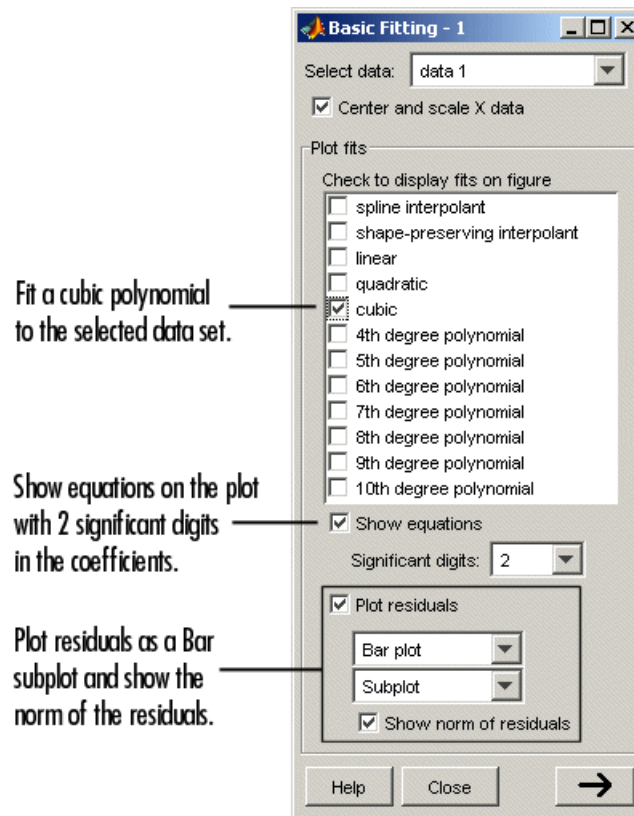 Basic Fitting - 1
Select data: data 1
Center and scale X data
Plot fits
Check to display fits on figure
spline interpolant
shape-preserving interpolant
linear
quadratic
cubic
4th degree polynomial
5th degree polynomial
6th degree polynomial
7th degree polynomial
8th degree polynomial
9th degree polynomial
10th degree polynomial
Show equations
Significant digits: 2
Plot residuals
Bar plot
Subplot
Show norm of residuals
Help Close
Fit a cubic polynomial
to the selected data set.
Show equations on the plot
with 2 significant digits
in the coefficients.
Plot residuals as a Bar
subplot and show the
norm of the residuals.